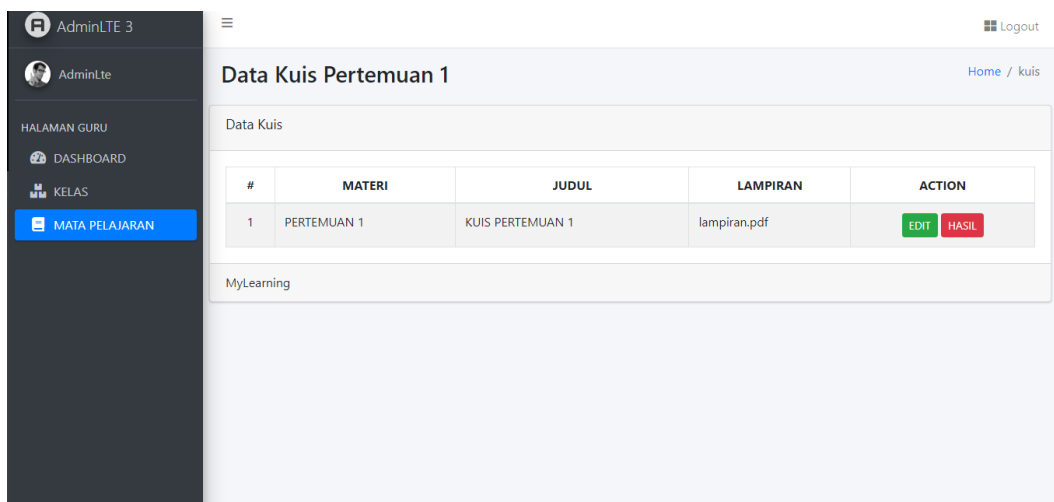 AdminLTE 3
Logout
AdminLte
Data Kuis Pertemuan 1
Home / kuis
HALAMAN GURU
DASHBOARD
KELAS
MATA PELAJARAN
Data Kuis
# MATERI JUDUL LAMPIRAN ACTION
1 PERTEMUAN 1 KUIS PERTEMUAN 1 lampiran.pdf EDIT HASIL
MyLearning